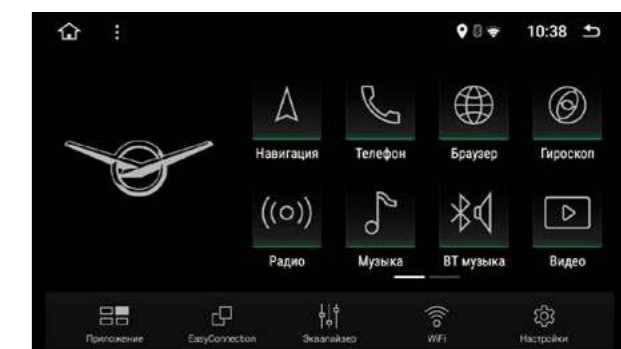 10:38
Навигация Телефон Браузер Гироскоп
Радио Музыка BT музыка Видео
Приложение EasyConnection Эквалайзер WiFi Настройки